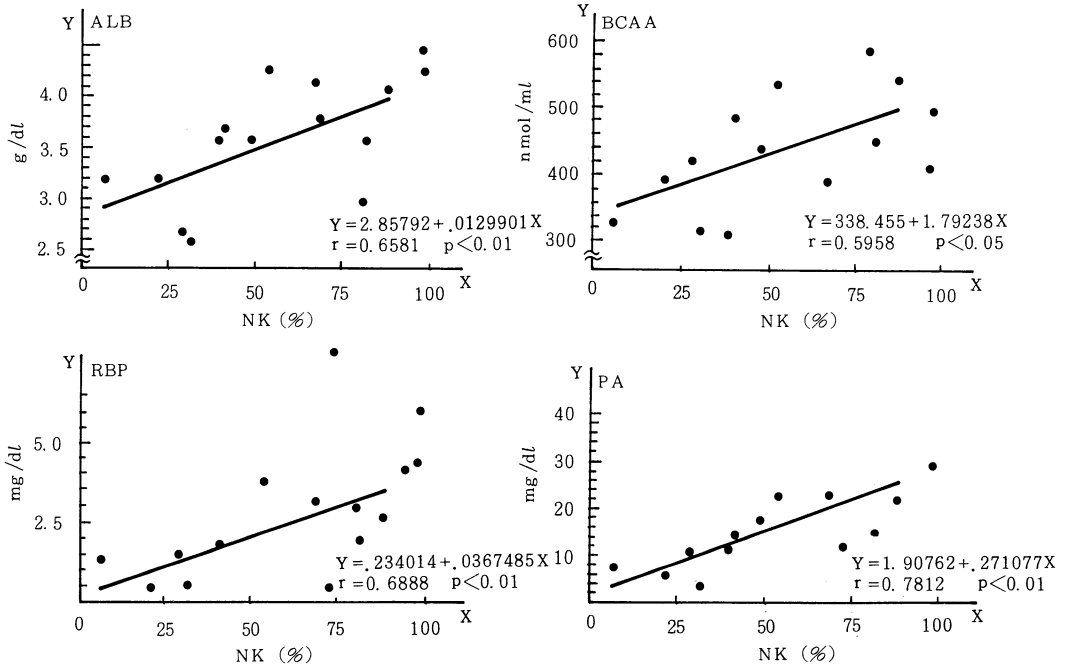 Y ALB
g/dl
4.0
3.5
3.0
2.5
Y=2.85792+.0129901X
r=0.6581 p<0.01
0 25 50 75 100 X
NK (%)
Y BCAA
nmol/ml
600
500
400
300
Y=338.455+1.79238X
r=0.5958 p<0.05
0 25 50 75 100 X
NK (%)
Y RBP
mg/dl
5.0
2.5
Y=.234014+.0367485X
r=0.6888 p<0.01
0 25 50 75 100 X
NK (%)
Y PA
mg/dl
40
30
20
10
Y=1.90762+.271077X
r=0.7812 p<0.01
0 25 50 75 100 X
NK (%)